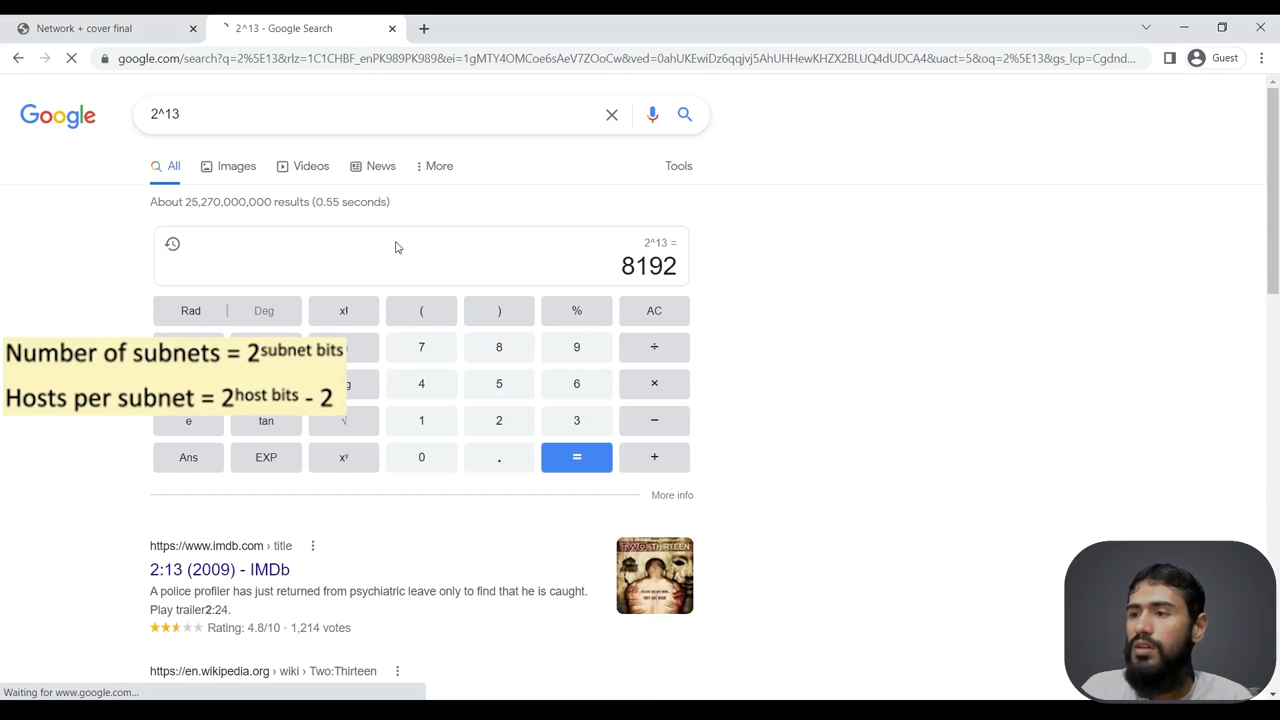 Network + cover final
2^13 - Google Search
google.com/search?q=2%5E13&rlz=1C1CHBF_enPK989PK989&ei=1gMTY4OMCoe6sAeV7ZOoCw&ved=0ahUKEwiDz6qqjvj5AhUHHewKHZX2BLUQ4dUDCA4&uact=5&oq=2%5E13&gs_lcp=Cgdnd...
Guest
Google
2^13
All Images Videos News More Tools
About 25,270,000,000 results (0.55 seconds)
2^13 =
8192
Rad Deg x! ( ) % AC
7 8 9 ÷
Number of subnets = 2^subnet bits
4 5 6 ×
Hosts per subnet = 2^host bits - 2
e tan √ 1 2 3 −
Ans EXP xʸ 0 . = +
More info
https://www.imdb.com › title
2:13 (2009) - IMDb
A police profiler has just returned from psychiatric leave only to find that he is caught.
Play trailer2:24.
Rating: 4.8/10 · 1,214 votes
TWO: THIRTEEN
https://en.wikipedia.org › wiki › Two:Thirteen
Waiting for www.google.com...